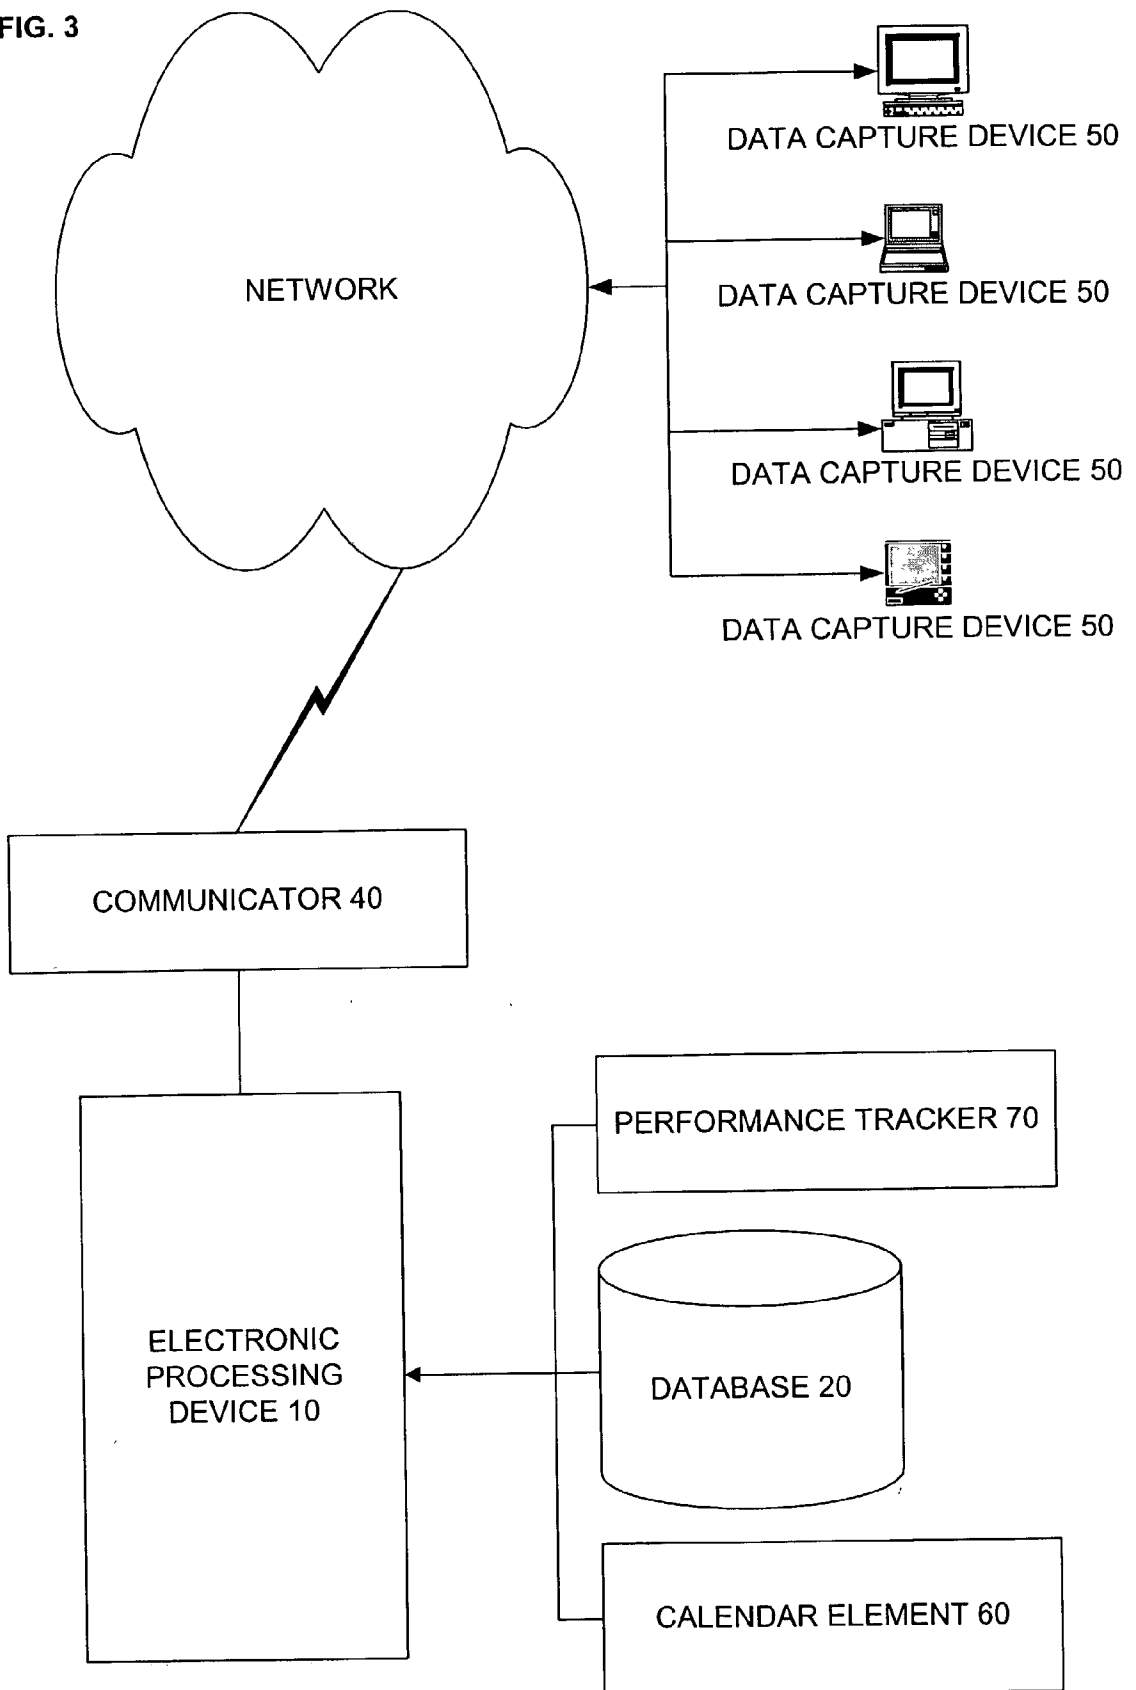 FIG. 3
DATA CAPTURE DEVICE 50
NETWORK
DATA CAPTURE DEVICE 50
DATA CAPTURE DEVICE 50
DATA CAPTURE DEVICE 50
COMMUNICATOR 40
PERFORMANCE TRACKER 70
ELECTRONIC
PROCESSING
DEVICE 10
DATABASE 20
CALENDAR ELEMENT 60